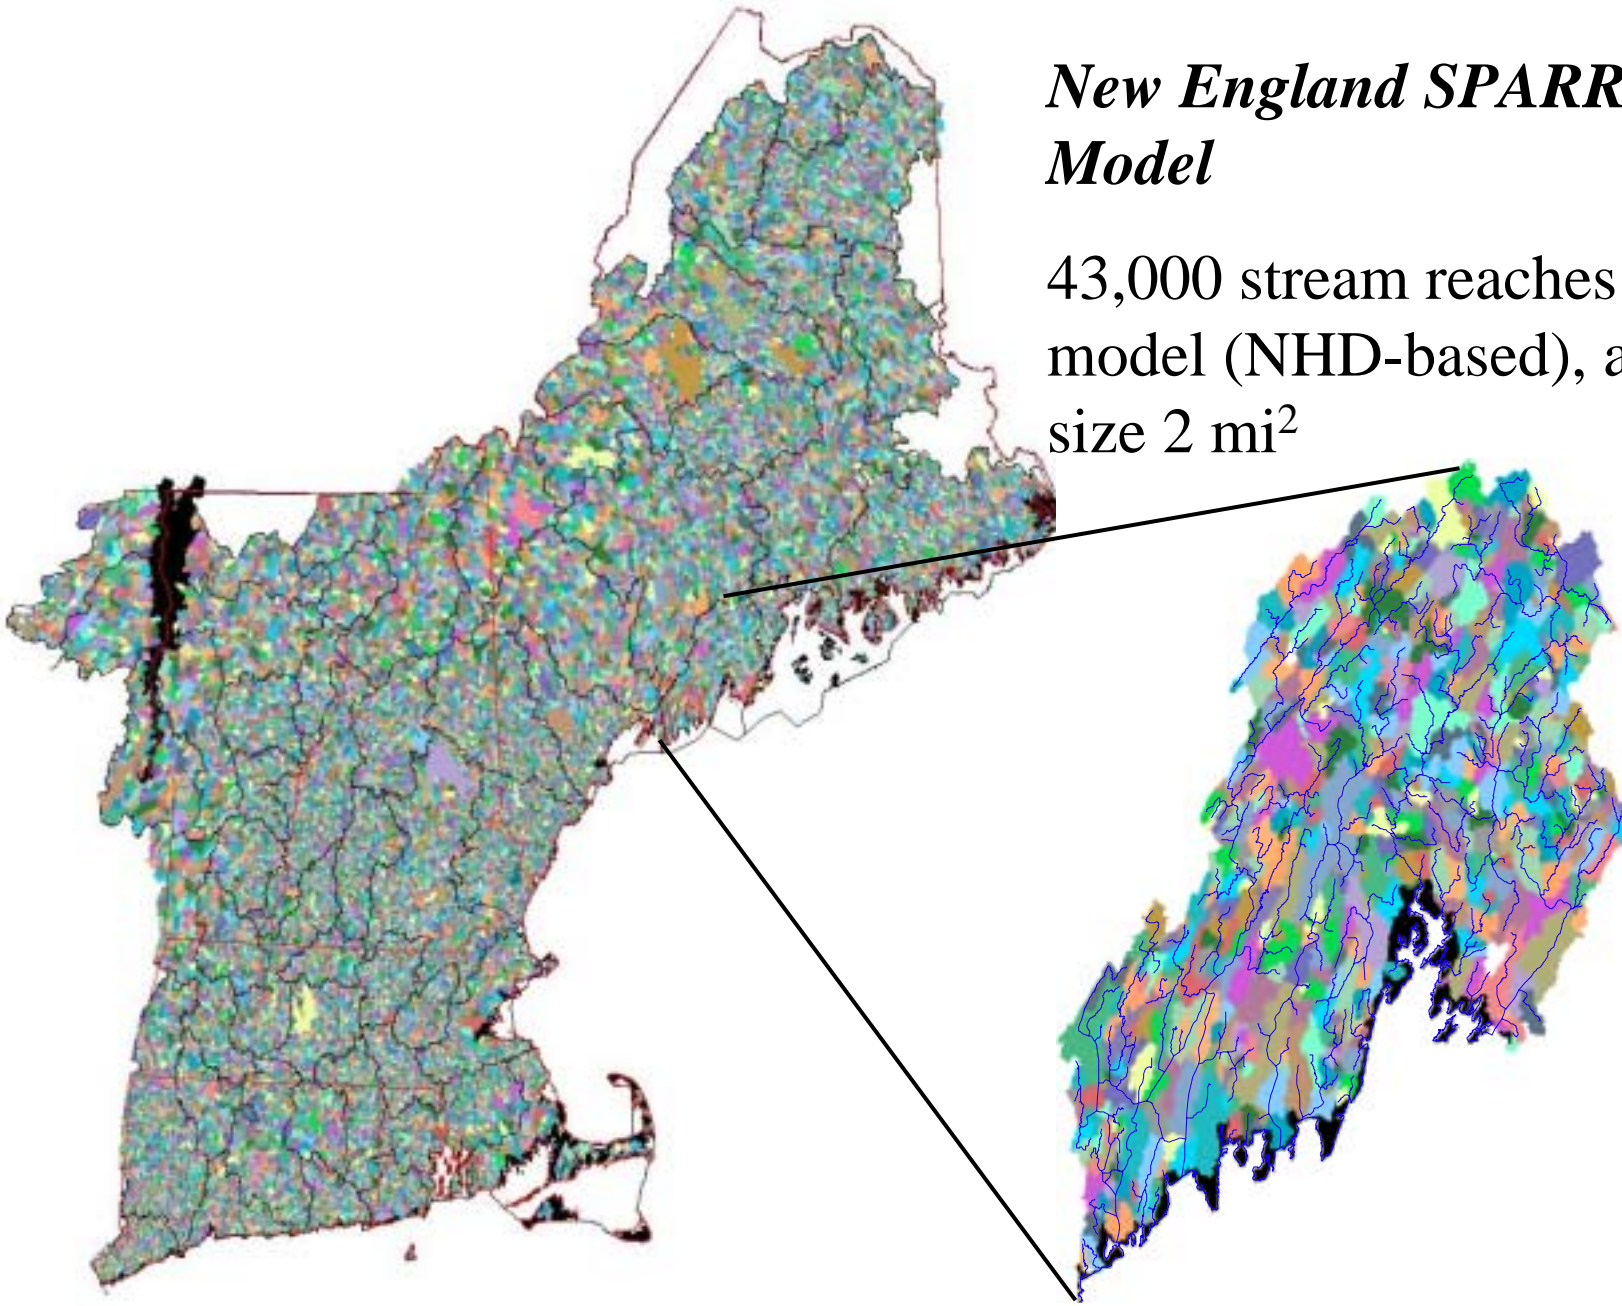 New England SPARR
Model
43,000 stream reaches
model (NHD-based), a
size 2 mi²